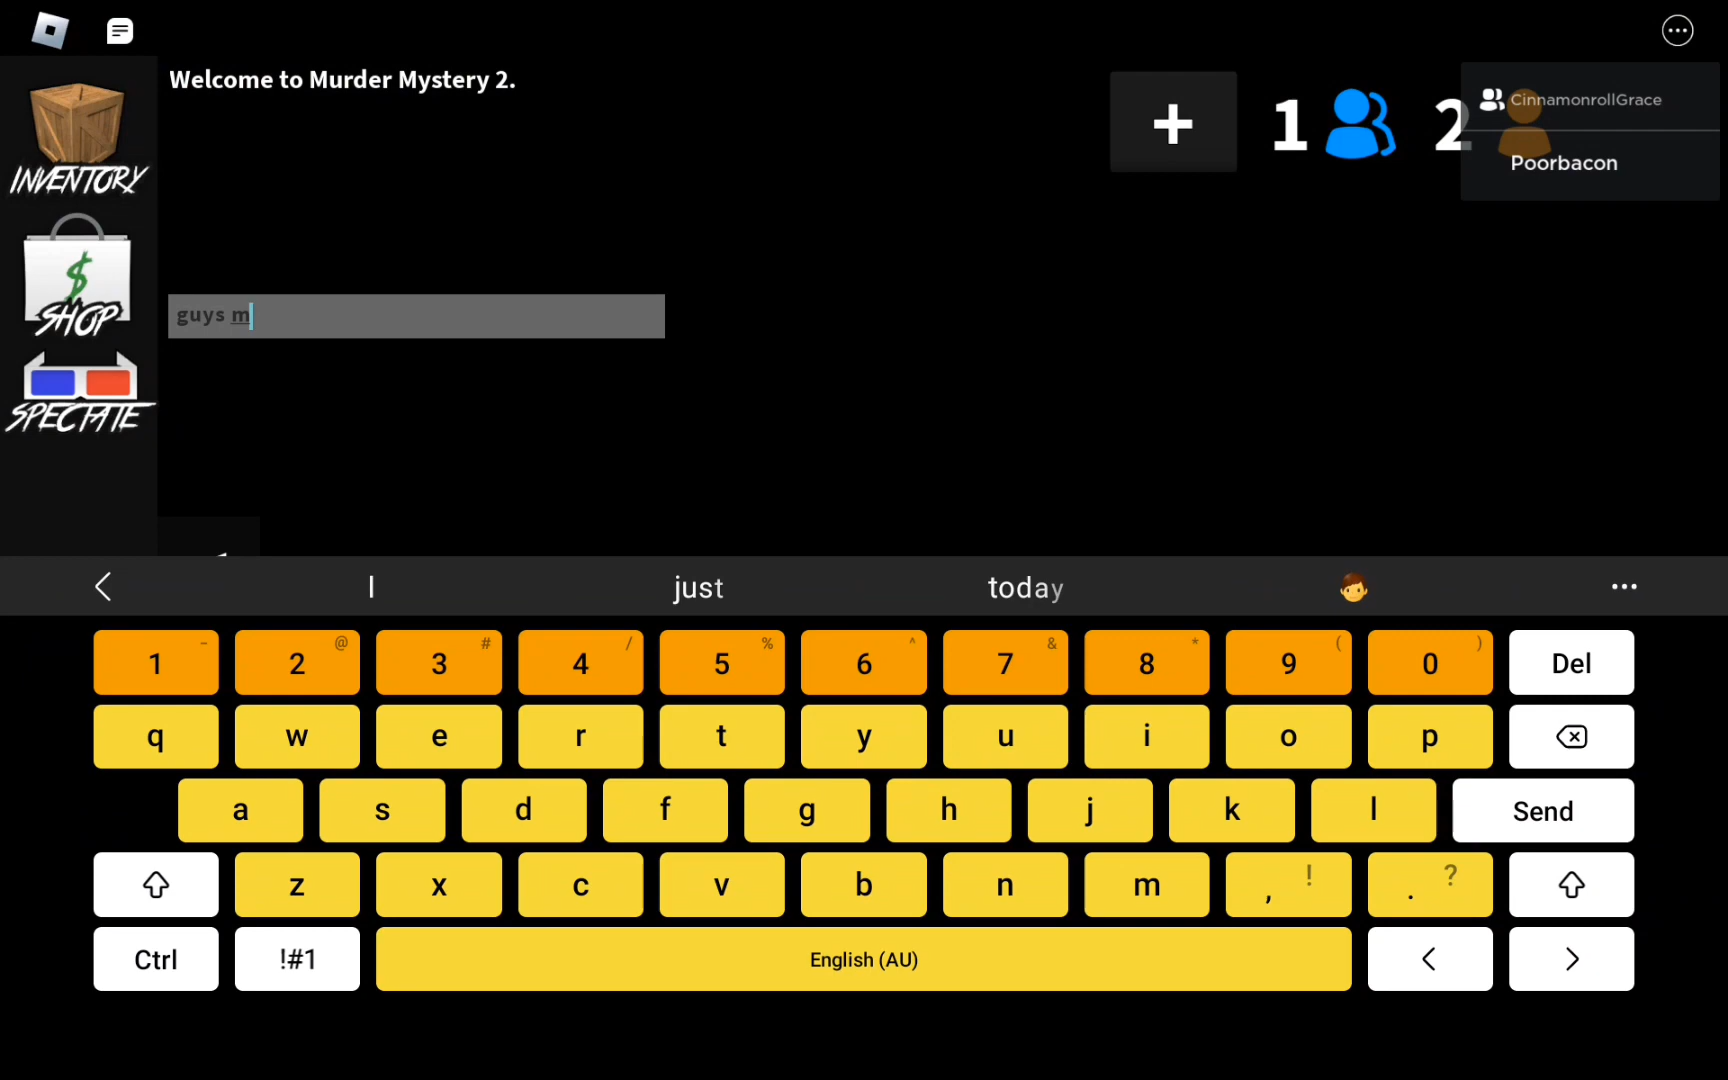 Welcome to Murder Mystery 2.
1 2
CinnamonrollGrace
Poorbacon
INVENTORY
SHOP
SPECTATE
guys m
I just today
1 - 2 @ 3 # 4 / 5 % 6 ^ 7 & 8 * 9 ( 0 ) Del
q w e r t y u i o p
a s d f g h j k l Send
z x c v b n m , ! . ?
Ctrl !#1 English (AU) < >